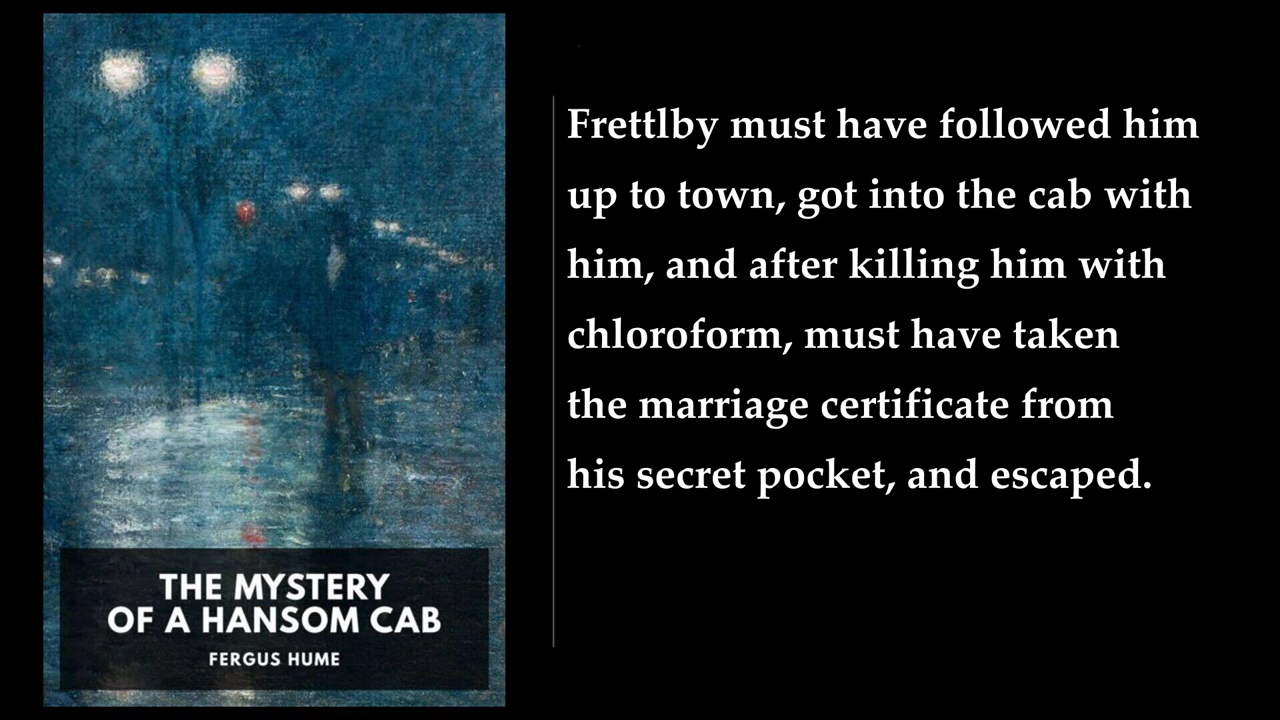 THE MYSTERY
OF A HANSOM CAB
FERGUS HUME
Frettlby must have followed him
up to town, got into the cab with
him, and after killing him with
chloroform, must have taken
the marriage certificate from
his secret pocket, and escaped.